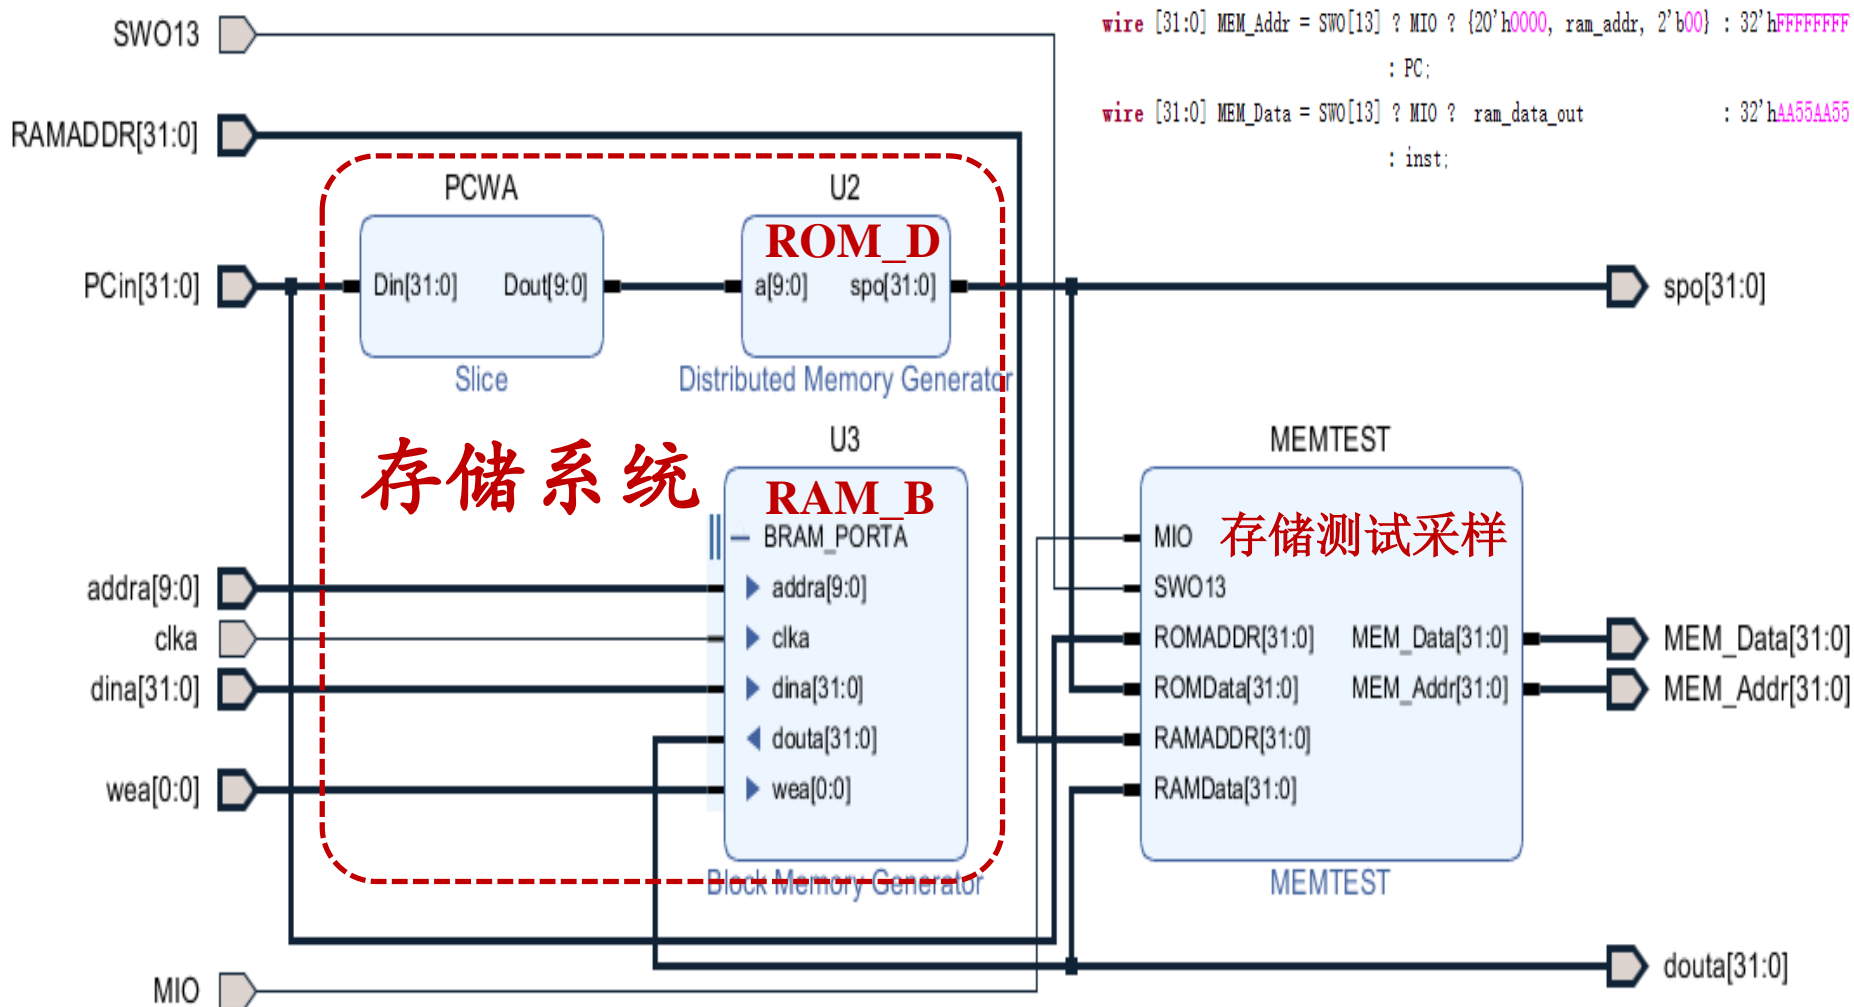 SWO13
wire [31:0] MEM_Addr = SWO[13] ? MIO ? {20'h0000, ram_addr, 2'b00} : 32'hFFFFFFFF
: PC;
wire [31:0] MEM_Data = SWO[13] ? MIO ? ram_data_out : 32'hAA55AA55
: inst;
RAMADDR[31:0]
PCWA
U2
ROM_D
PCin[31:0]
Din[31:0]
Dout[9:0]
a[9:0]
spo[31:0]
spo[31:0]
Slice
Distributed Memory Generator
存储系统
U3
RAM_B
BRAM_PORTA
addra[9:0]
addra[9:0]
clka
clka
dina[31:0]
dina[31:0]
douta[31:0]
wea[0:0]
wea[0:0]
Block Memory Generator
MEMTEST
存储测试采样
MIO
SWO13
ROMADDR[31:0]
MEM_Data[31:0]
MEM_Data[31:0]
ROMData[31:0]
MEM_Addr[31:0]
MEM_Addr[31:0]
RAMADDR[31:0]
RAMData[31:0]
MEMTEST
douta[31:0]
MIO